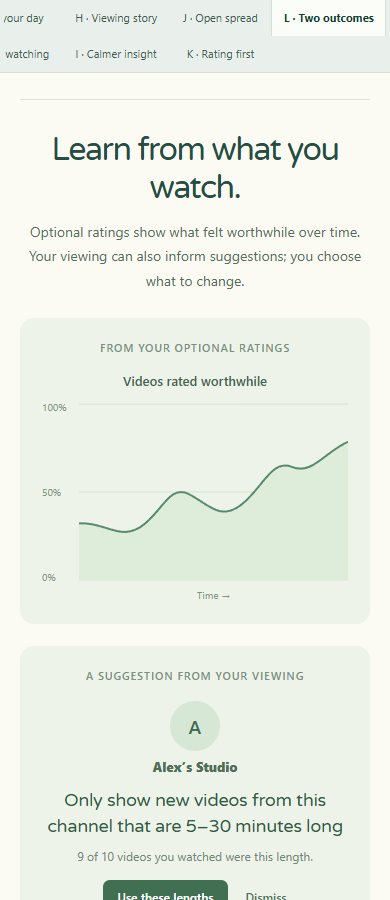 your day
H · Viewing story
J · Open spread
L · Two outcomes
watching
I · Calmer insight
K · Rating first
Learn from what you
watch.
Optional ratings show what felt worthwhile over time.
Your viewing can also inform suggestions; you choose
what to change.
FROM YOUR OPTIONAL RATINGS
Videos rated worthwhile
100%
50%
0%
Time →
A SUGGESTION FROM YOUR VIEWING
A
Alex's Studio
Only show new videos from this
channel that are 5–30 minutes long
9 of 10 videos you watched were this length.
Use these lengths
Dismiss